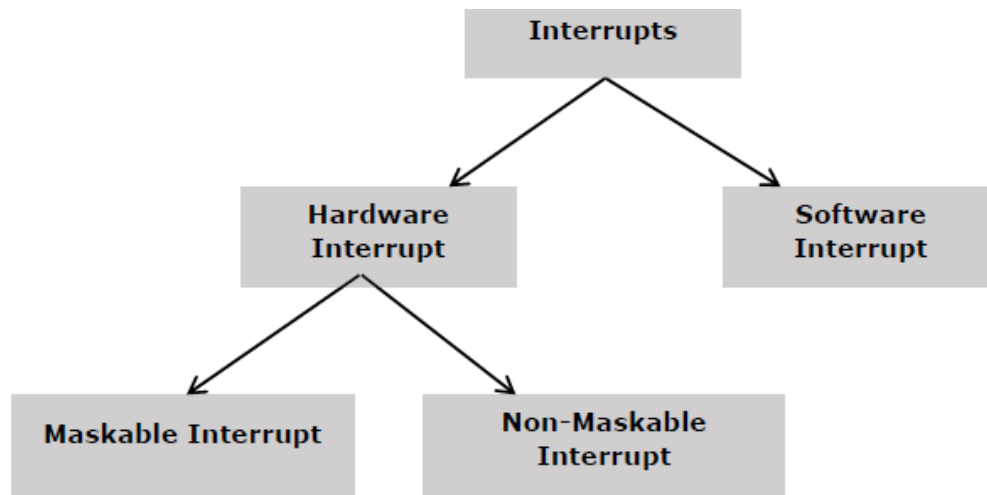 Interrupts
Hardware
Interrupt
Software
Interrupt
Maskable Interrupt
Non-Maskable
Interrupt